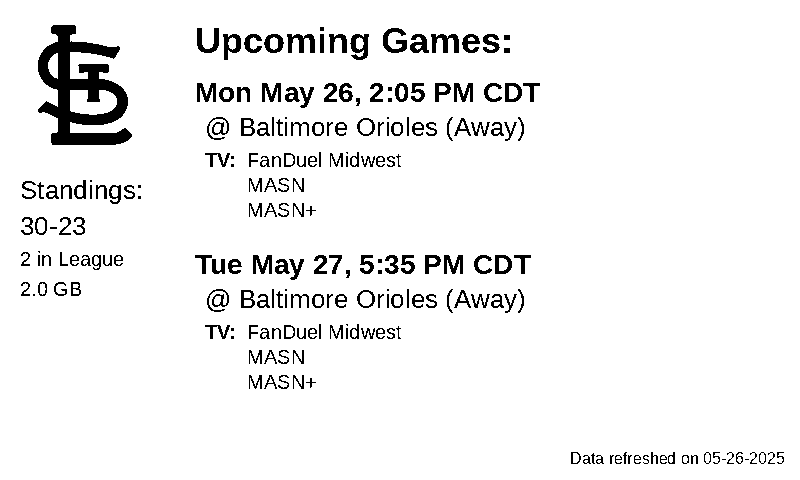 STL
Standings:
30-23
2 in League
2.0 GB
Upcoming Games:
Mon May 26, 2:05 PM CDT
@ Baltimore Orioles (Away)
TV: FanDuel Midwest
MASN
MASN+
Tue May 27, 5:35 PM CDT
@ Baltimore Orioles (Away)
TV: FanDuel Midwest
MASN
MASN+
Data refreshed on 05-26-2025